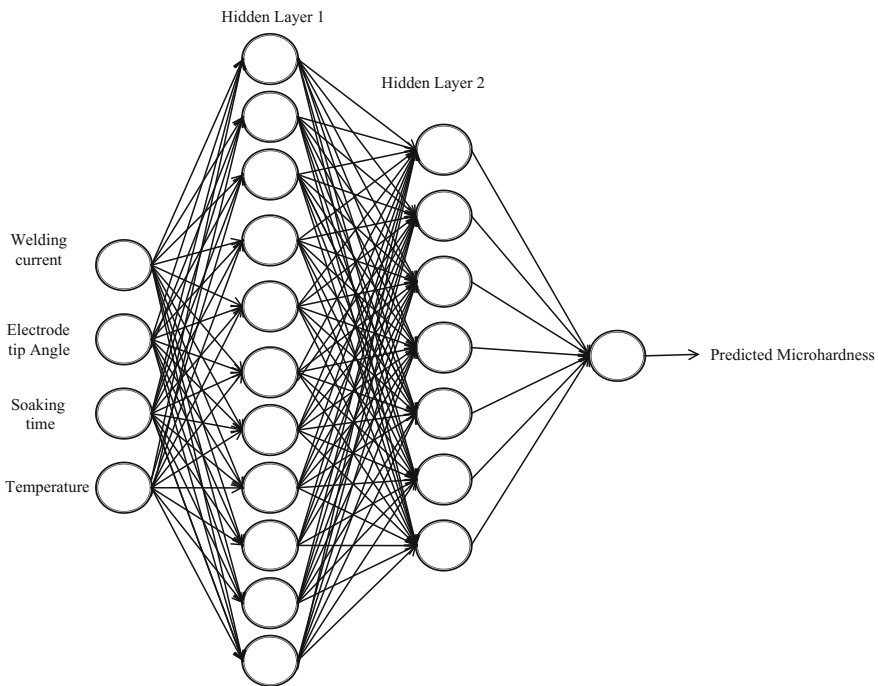 Hidden Layer 1
Hidden Layer 2
Welding
current
Electrode
tip Angle
Soaking
time
Temperature
Predicted Microhardness